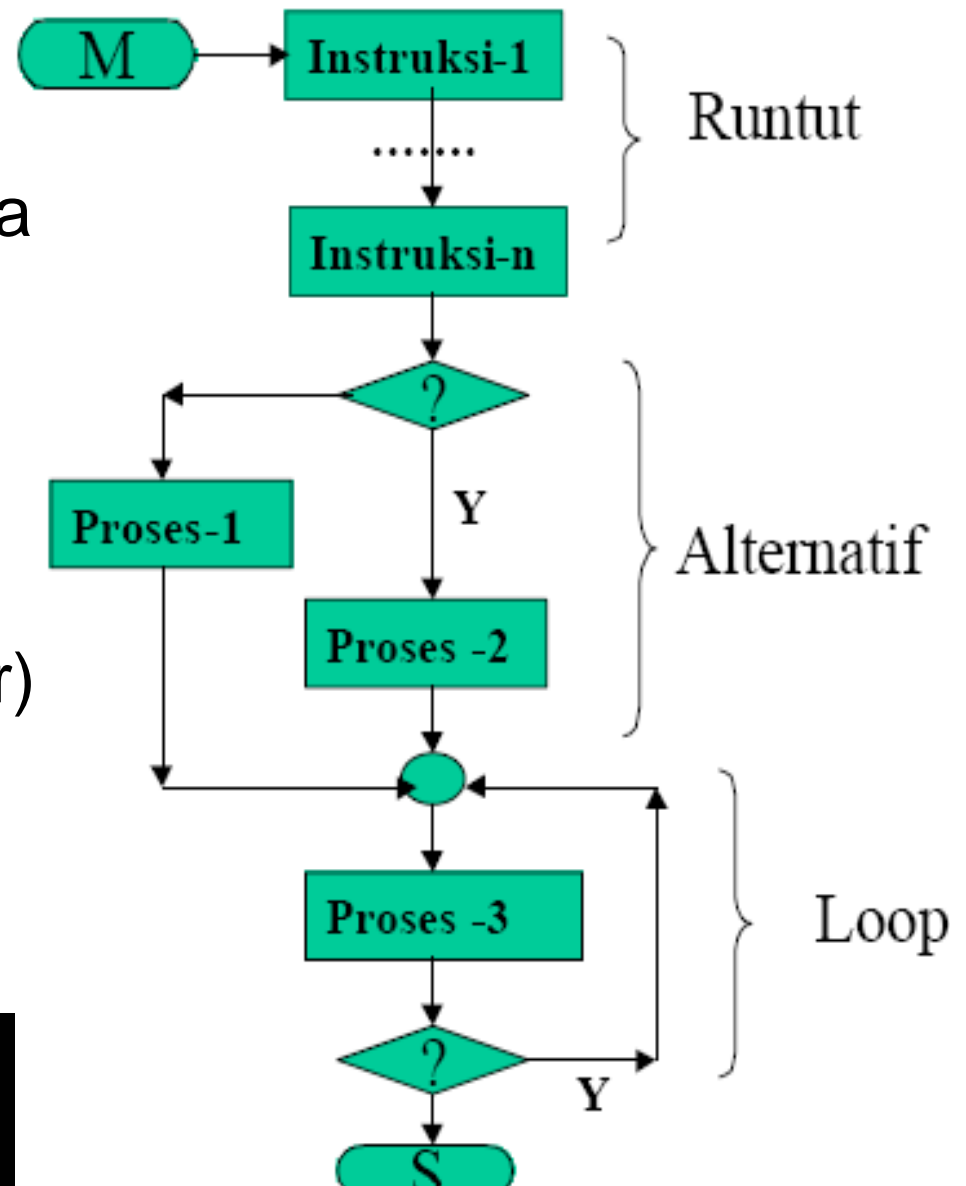 M
Instruksi-1
.......
Runtut
a
Instruksi-n
?
Y
Proses-1
Alternatif
Proses -2
r)
Proses -3
Loop
?
Y
S